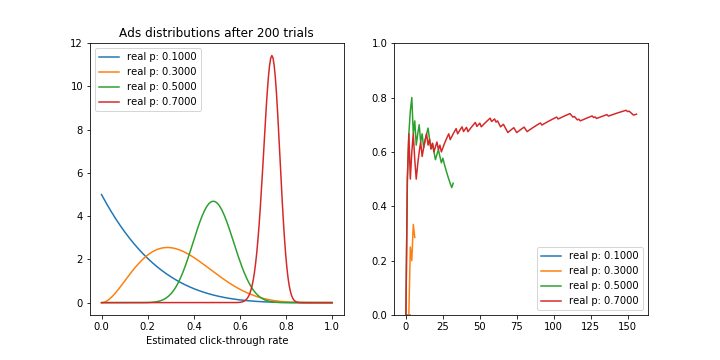 Ads distributions after 200 trials
12
10
8
6
4
2
0
real p: 0.1000
real p: 0.3000
real p: 0.5000
real p: 0.7000
0.0 0.2 0.4 0.6 0.8 1.0
Estimated click-through rate
1.0
0.8
0.6
0.4
0.2
0.0
real p: 0.1000
real p: 0.3000
real p: 0.5000
real p: 0.7000
0 25 50 75 100 125 150